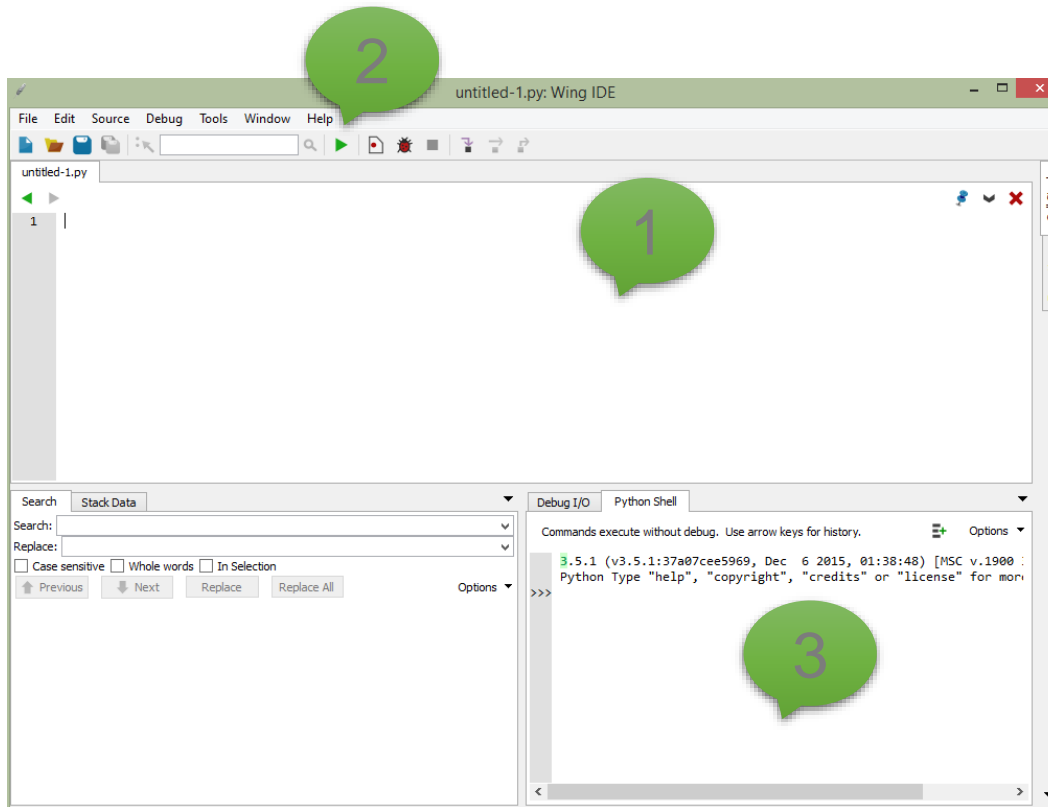 2
untitled-1.py: Wing IDE
File Edit Source Debug Tools Window Help
untitled-1.py
1
1
Search Stack Data
Search:
Replace:
Case sensitive Whole words In Selection
Previous Next Replace Replace All Options
Debug I/O Python Shell
Commands execute without debug. Use arrow keys for history. Options
3.5.1 (v3.5.1:37a07cee5969, Dec 6 2015, 01:38:48) [MSC v.1900
Python Type "help", "copyright", "credits" or "license" for more
>>>
3